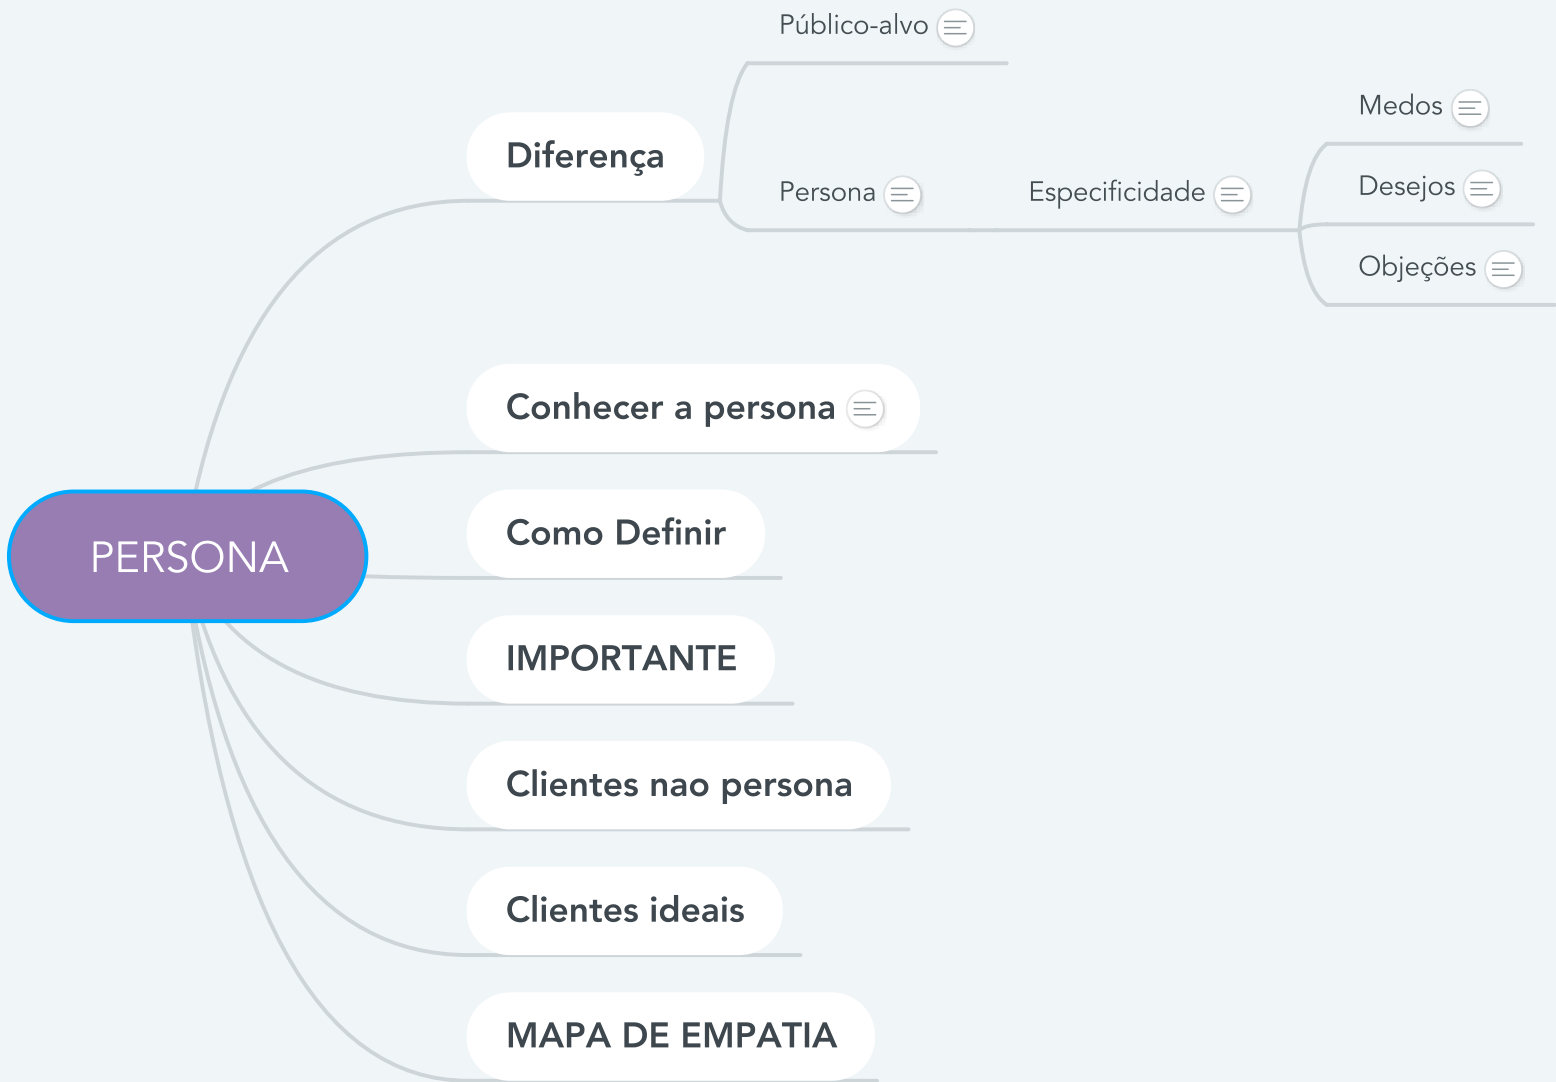 Público-alvo
Medos
Diferença
Desejos
Persona
Especificidade
Objeções
Conhecer a persona
Como Definir
PERSONA
IMPORTANTE
Clientes nao persona
Clientes ideais
MAPA DE EMPATIA